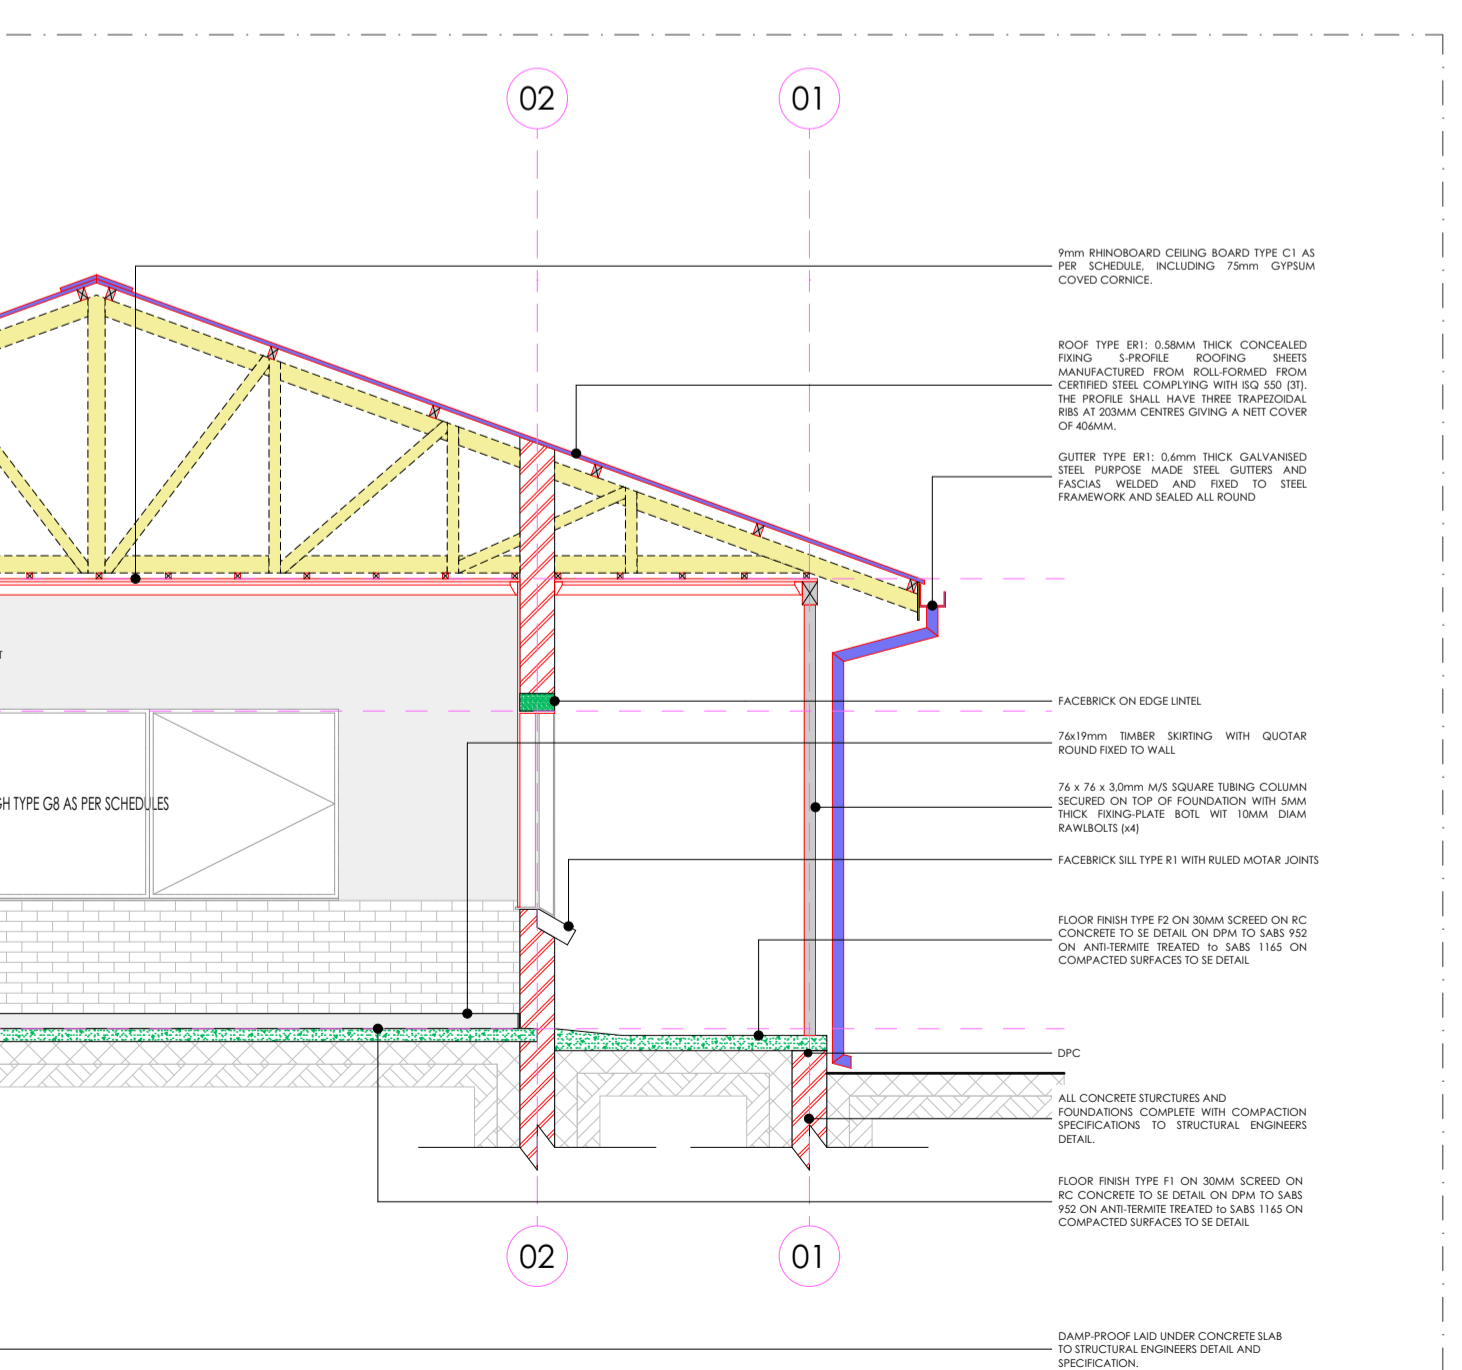 02
01
9mm RHINOBOARD CEILING BOARD TYPE C1 AS
PER SCHEDULE, INCLUDING 75mm GYPSUM
COVED CORNICE.
ROOF TYPE ER1: 0.58MM THICK CONCEALED
FIXING S-PROFILE ROOFING SHEETS
MANUFACTURED FROM ROLL-FORMED FROM
CERTIFIED STEEL COMPLYING WITH ISQ 550 (3T).
THE PROFILE SHALL HAVE THREE TRAPEZOIDAL
RIBS AT 203MM CENTRES GIVING A NETT COVER
OF 406MM.
GUTTER TYPE ER1: 0,6mm THICK GALVANISED
STEEL PURPOSE MADE STEEL GUTTERS AND
FASCIAS WELDED AND FIXED TO STEEL
FRAMEWORK AND SEALED ALL ROUND
FACEBRICK ON EDGE LINTEL
76x19mm TIMBER SKIRTING WITH QUOTAR
ROUND FIXED TO WALL
GH TYPE G8 AS PER SCHEDULES
76 x 76 x 3,0mm M/S SQUARE TUBING COLUMN
SECURED ON TOP OF FOUNDATION WITH 5MM
THICK FIXING-PLATE BOTL WIT 10MM DIAM
RAWLBOLTS (x4)
FACEBRICK SILL TYPE R1 WITH RULED MOTAR JOINTS
FLOOR FINISH TYPE F2 ON 30MM SCREED ON RC
CONCRETE TO SE DETAIL ON DPM TO SABS 952
ON ANTI-TERMITE TREATED to SABS 1165 ON
COMPACTED SURFACES TO SE DETAIL
DPC
ALL CONCRETE STURCTURES AND
FOUNDATIONS COMPLETE WITH COMPACTION
SPECIFICATIONS TO STRUCTURAL ENGINEERS
DETAIL.
FLOOR FINISH TYPE F1 ON 30MM SCREED ON
RC CONCRETE TO SE DETAIL ON DPM TO SABS
952 ON ANTI-TERMITE TREATED to SABS 1165 ON
COMPACTED SURFACES TO SE DETAIL
02
01
DAMP-PROOF LAID UNDER CONCRETE SLAB
TO STRUCTURAL ENGINEERS DETAIL AND
SPECIFICATION.